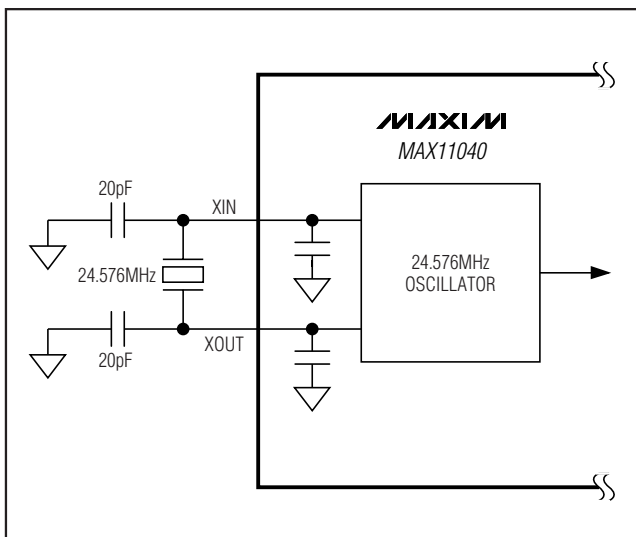 MAXIM
MAX11040
20pF
XIN
24.576MHz
24.576MHz
OSCILLATOR
XOUT
20pF